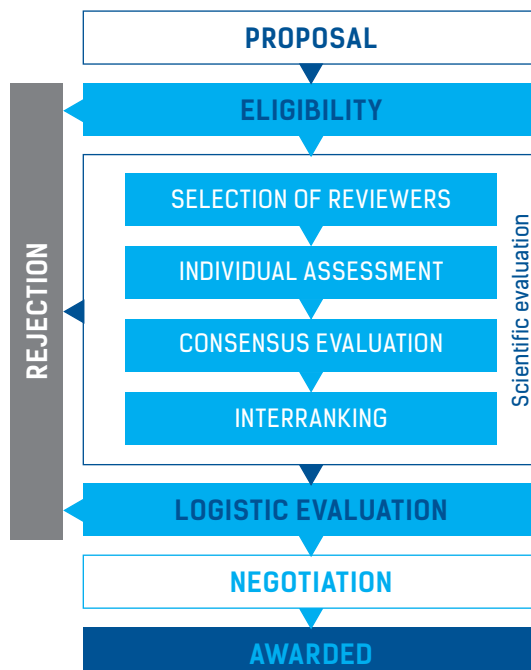 PROPOSAL
ELIGIBILITY
REJECTION
SELECTION OF REVIEWERS
INDIVIDUAL ASSESSMENT
CONSENSUS EVALUATION
INTERRANKING
Scientific evaluation
LOGISTIC EVALUATION
NEGOTIATION
AWARDED